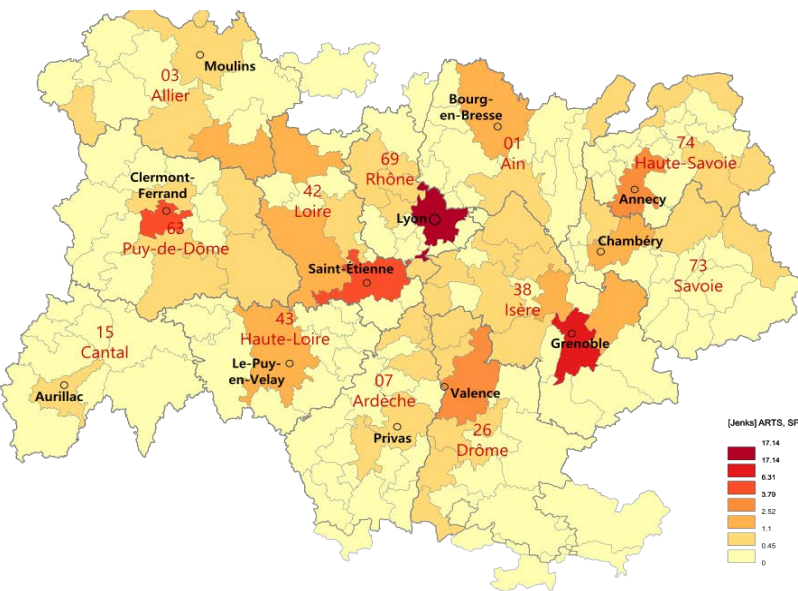 Moulins
03
Allier
Bourg-
en-Bresse
01
Ain
74
Haute-Savoie
Annecy
69
Rhône
Clermont-
Ferrand
63
Puy-de-Dôme
42
Loire
Lyon
Chambéry
73
Savoie
Saint-Étienne
38
Isère
Grenoble
15
Cantal
Aurillac
43
Haute-Loire
Le-Puy-
en-Velay
07
Ardèche
Privas
Valence
26
Drôme
[Jenks] ARTS, SP
17.14
17.14
6.31
3.79
2.52
1.1
0.45
0